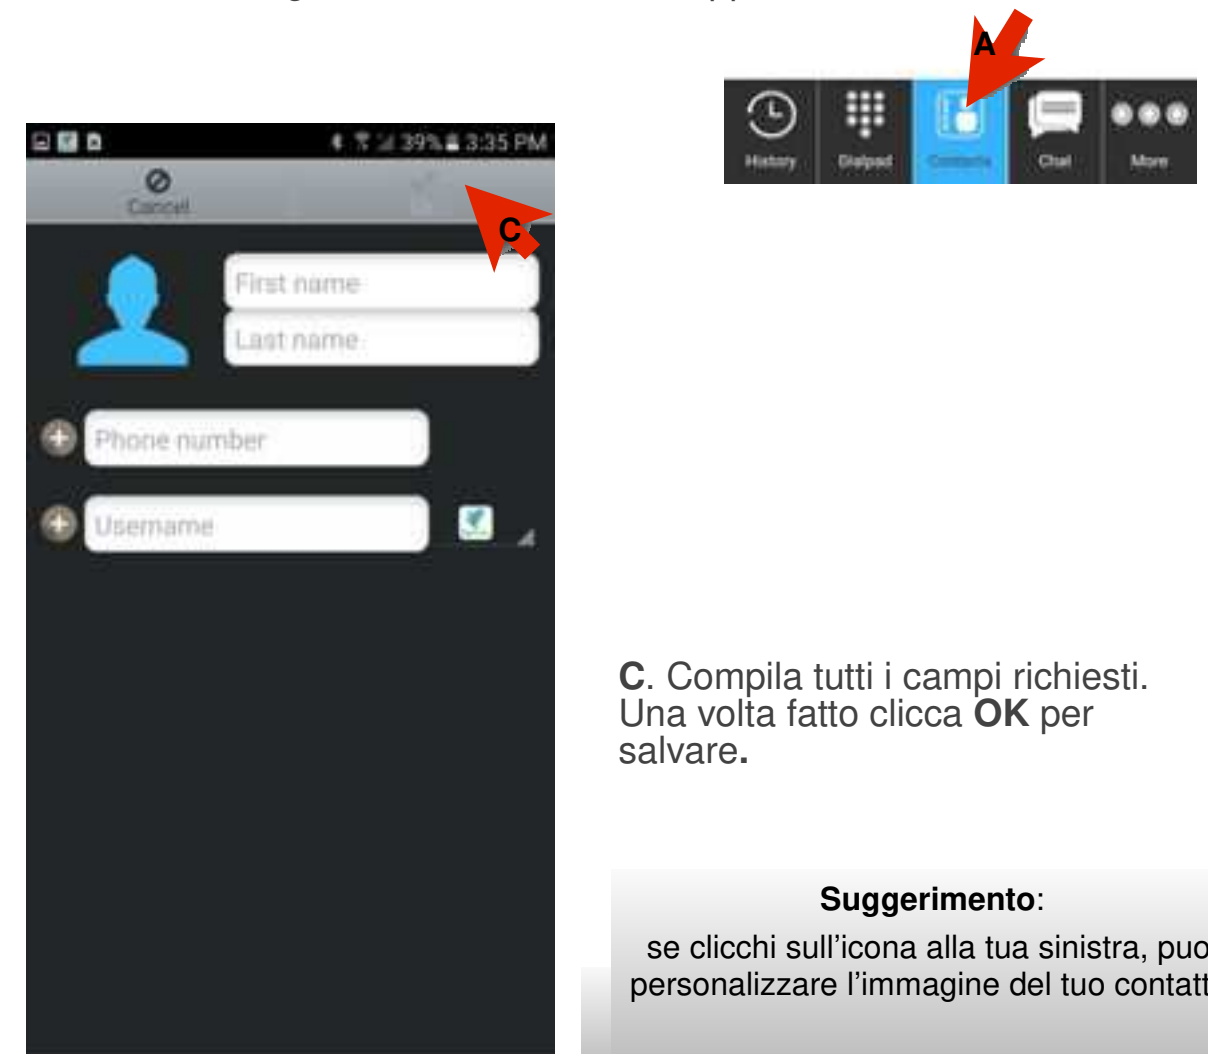 A
History Dialpad Contacts Chat More
39% 3:35 PM
Cancel
C
First name
Last name
Phone number
Username
C. Compila tutti i campi richiesti.
Una volta fatto clicca OK per
salvare.
Suggerimento:
se clicchi sull’icona alla tua sinistra, puo
personalizzare l’immagine del tuo contatt